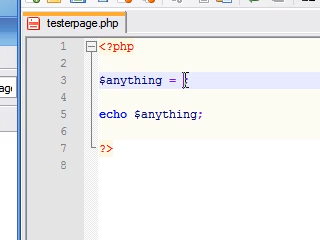 testerpage.php
1 <?php
2
3 $anything =
4
5 echo $anything;
6
7 ?>
8